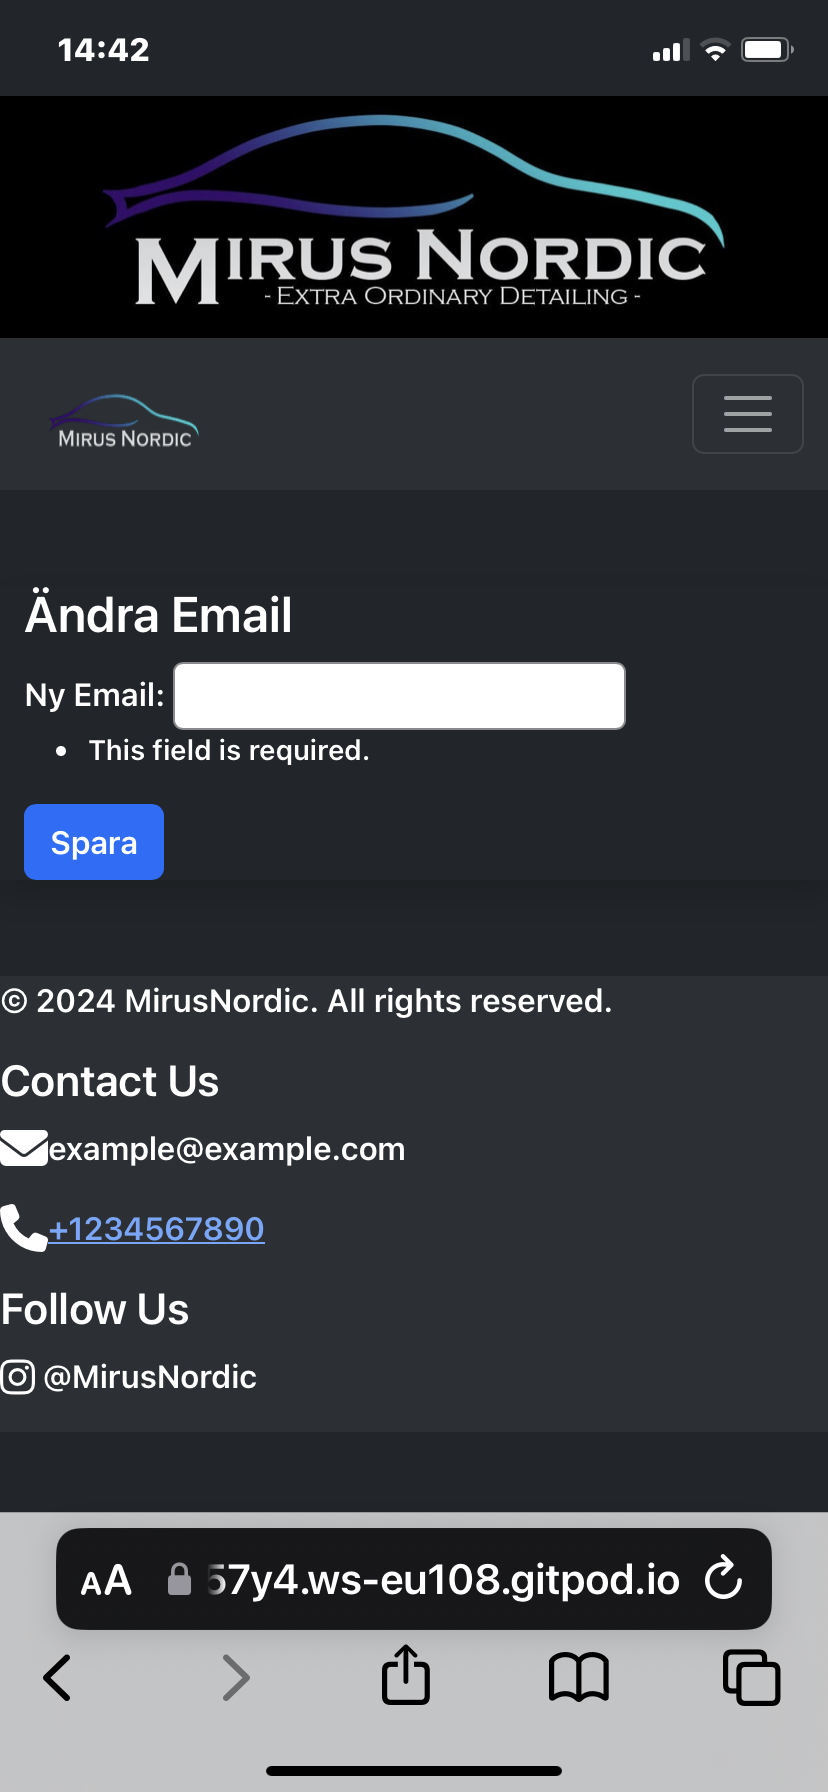 14:42
MIRUS NORDIC
- EXTRA ORDINARY DETAILING -
MIRUS NORDIC
Ändra Email
Ny Email:
• This field is required.
Spara
© 2024 MirusNordic. All rights reserved.
Contact Us
example@example.com
+1234567890
Follow Us
@MirusNordic
AA 57y4.ws-eu108.gitpod.io